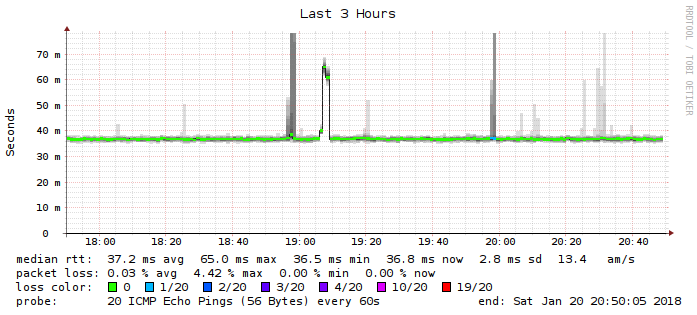 Last 3 Hours
RRDTOOL / TOBI OETIKER
Seconds
70 m
60 m
50 m
40 m
30 m
20 m
10 m
0
18:00 18:20 18:40 19:00 19:20 19:40 20:00 20:20 20:40
median rtt: 37.2 ms avg 65.0 ms max 36.5 ms min 36.8 ms now 2.8 ms sd 13.4 am/s
packet loss: 0.03 % avg 4.42 % max 0.00 % min 0.00 % now
loss color: 0 1/20 2/20 3/20 4/20 10/20 19/20
probe: 20 ICMP Echo Pings (56 Bytes) every 60s end: Sat Jan 20 20:50:05 2018